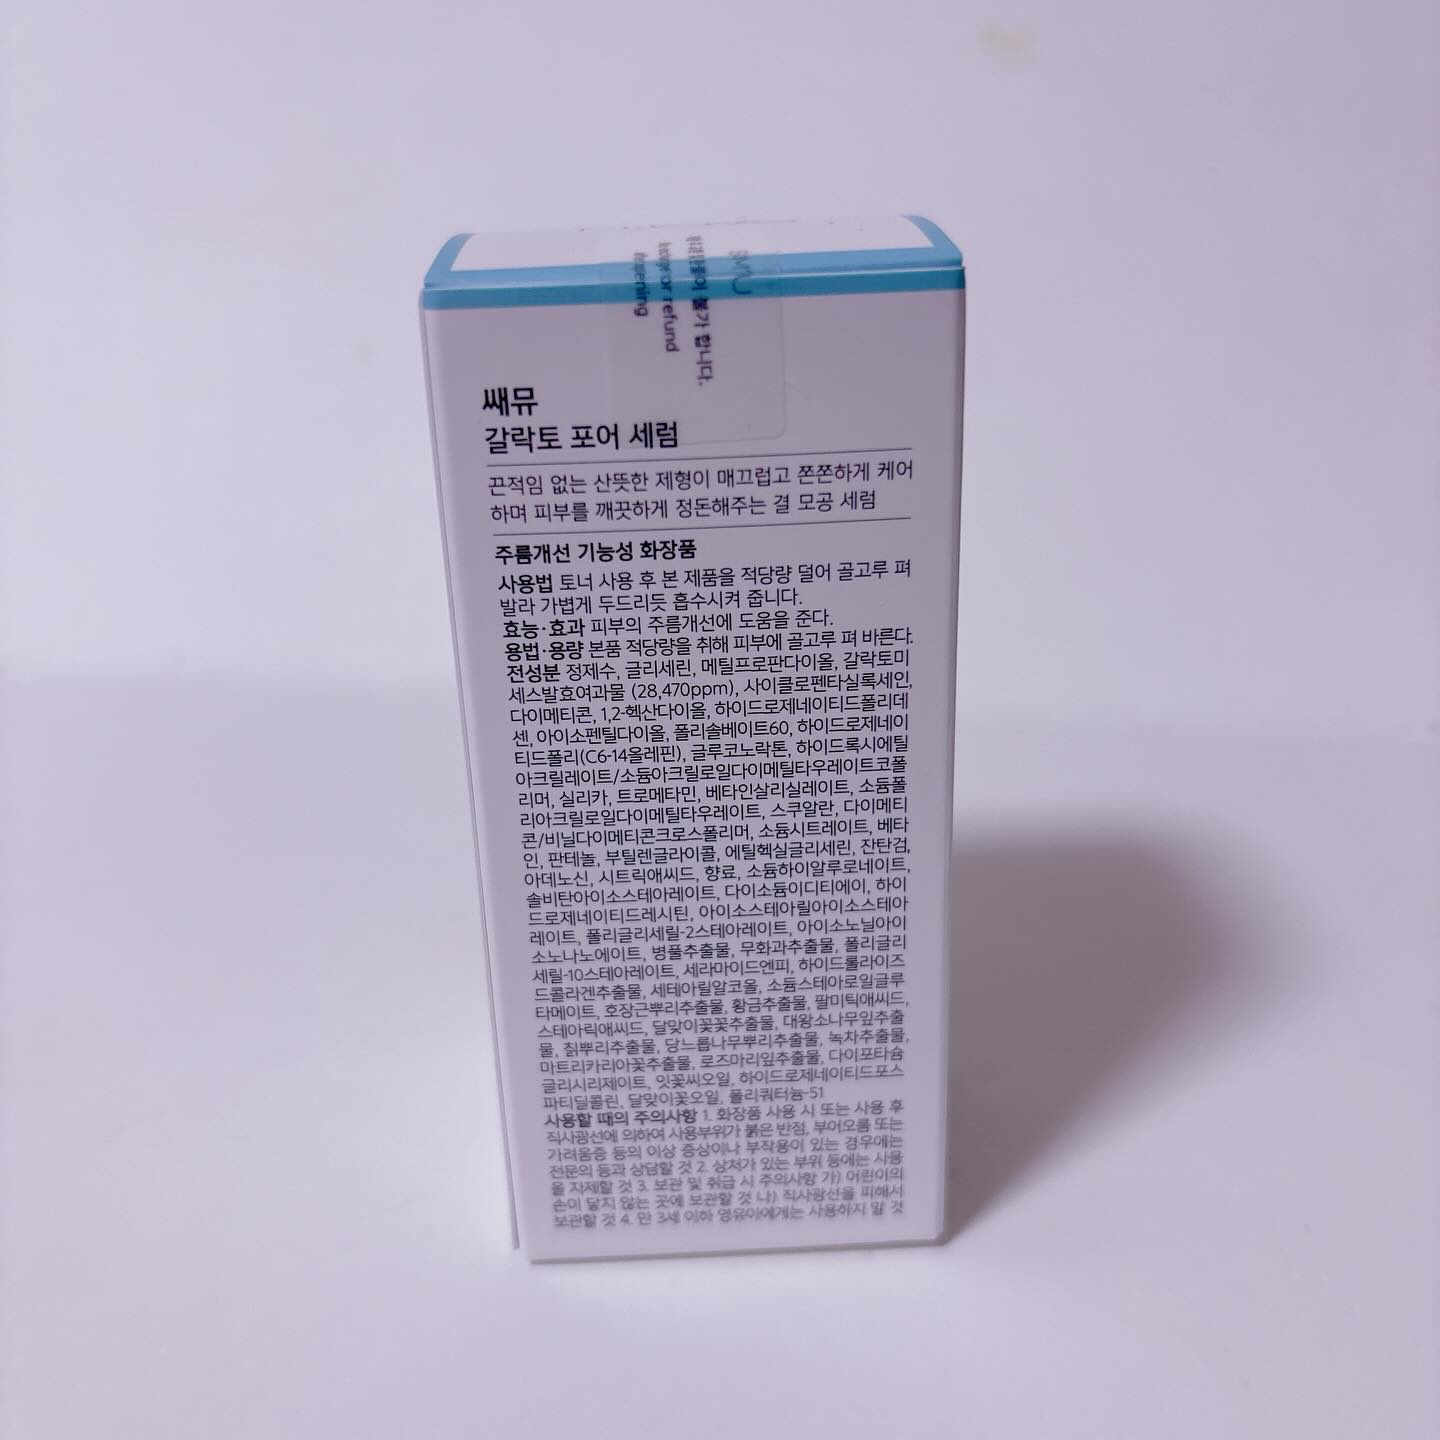 불가 합니다.
or refund
쌔뮤
갈락토 포어 세럼
끈적임 없는 산뜻한 제형이 매끄럽고 쫀쫀하게 케어
하며 피부를 깨끗하게 정돈해주는 결 모공 세럼
주름개선 기능성 화장품
사용법 토너 사용 후 본 제품을 적당량 덜어 골고루 펴
발라 가볍게 두드리듯 흡수시켜 줍니다.
효능·효과 피부의 주름개선에 도움을 준다.
용법·용량 본품 적당량을 취해 피부에 골고루 펴 바른다.
전성분 정제수, 글리세린, 메틸프로판다이올, 갈락토미
세스발효여과물 (28,470ppm), 사이클로펜타실록세인,
다이메티콘, 1,2-헥산다이올, 하이드로제네이티드폴리데
센, 아이소펜틸다이올, 폴리솔베이트60, 하이드로제네이
티드폴리(C6-14올레핀), 글루코노락톤, 하이드록시에틸
아크릴레이트/소듐아크릴로일다이메틸타우레이트코폴
리머, 실리카, 트로메타민, 베타인살리실레이트, 소듐폴
리아크릴로일다이메틸타우레이트, 스쿠알란, 다이메티
콘/비닐다이메티콘크로스폴리머, 소듐시트레이트, 베타
인, 판테놀, 부틸렌글라이콜, 에틸헥실글리세린, 잔탄검,
아데노신, 시트릭애씨드, 향료, 소듐하이알루로네이트,
솔비탄아이소스테아레이트, 다이소듐이디티에이, 하이
드로제네이티드레시틴, 아이소스테아릴아이소스테아
레이트, 폴리글리세릴-2스테아레이트, 아이소노닐아이
소노나노에이트, 병풀추출물, 무화과추출물, 폴리글리
세릴-10스테아레이트, 세라마이드엔피, 하이드롤라이즈
드콜라겐추출물, 세테아릴알코올, 소듐스테아로일글루
타메이트, 호장근뿌리추출물, 황금추출물, 팔미틱애씨드,
스테아릭애씨드, 달맞이꽃꽃추출물, 대왕소나무잎추출
물, 칡뿌리추출물, 당느릅나무뿌리추출물, 녹차추출물,
마트리카리아꽃추출물, 로즈마리잎추출물, 다이포타슘
글리시리제이트, 잇꽃씨오일, 하이드로제네이티드포스
파티딜콜린, 달맞이꽃오일, 폴리쿼터늄-51
사용할 때의 주의사항 1. 화장품 사용 시 또는 사용 후
직사광선에 의하여 사용부위가 붉은 반점, 부어오름 또는
가려움증 등의 이상 증상이나 부작용이 있는 경우에는
전문의 등과 상담할 것 2. 상처가 있는 부위 등에는 사용
을 자제할 것 3. 보관 및 취급 시 주의사항 가) 어린이의
손이 닿지 않는 곳에 보관할 것 나) 직사광선을 피해서
보관할 것 4. 만 3세 이하 영유아에게는 사용하지 말 것